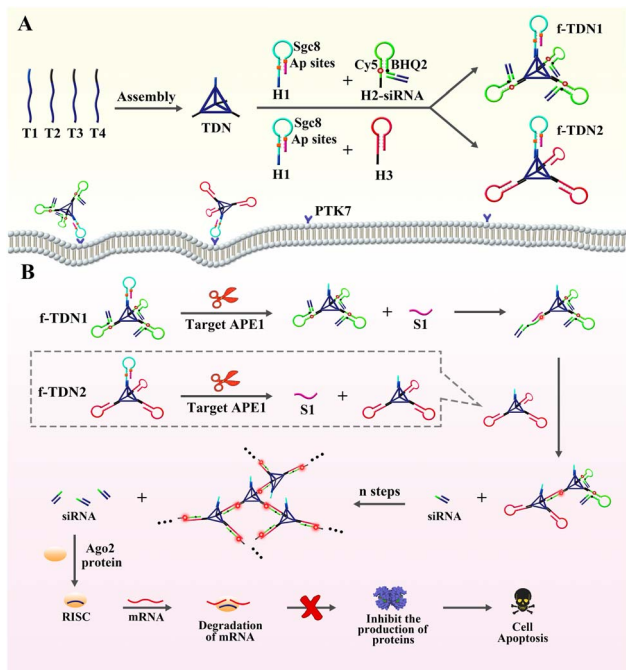 A
Sgc8
Ap sites
H1
+
Cy5
BHQ2
H2-siRNA
f-TDN1
T1 T2 T3 T4
Assembly
TDN
Sgc8
Ap sites
H1
+
H3
f-TDN2
PTK7
B
f-TDN1
Target APE1
+
S1
f-TDN2
Target APE1
S1
+
siRNA
+
n steps
siRNA
+
Ago2
protein
RISC
mRNA
Degradation
of mRNA
Inhibit the
production of
proteins
Cell
Apoptosis